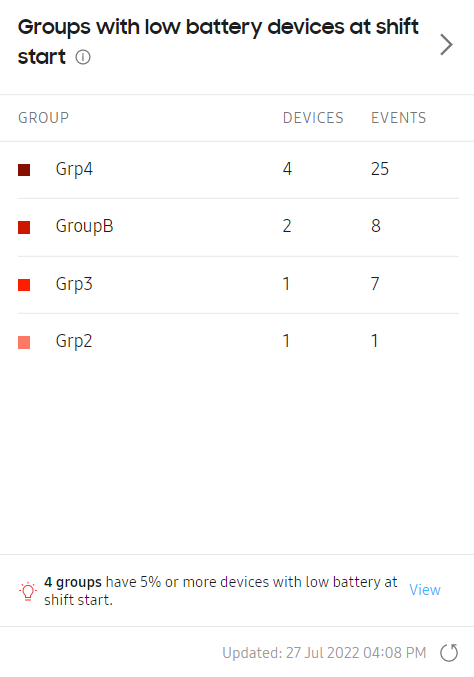 Groups with low battery devices at shift
start
GROUP DEVICES EVENTS
Grp4 4 25
GroupB 2 8
Grp3 1 7
Grp2 1 1
4 groups have 5% or more devices with low battery at
shift start.
View
Updated: 27 Jul 2022 04:08 PM